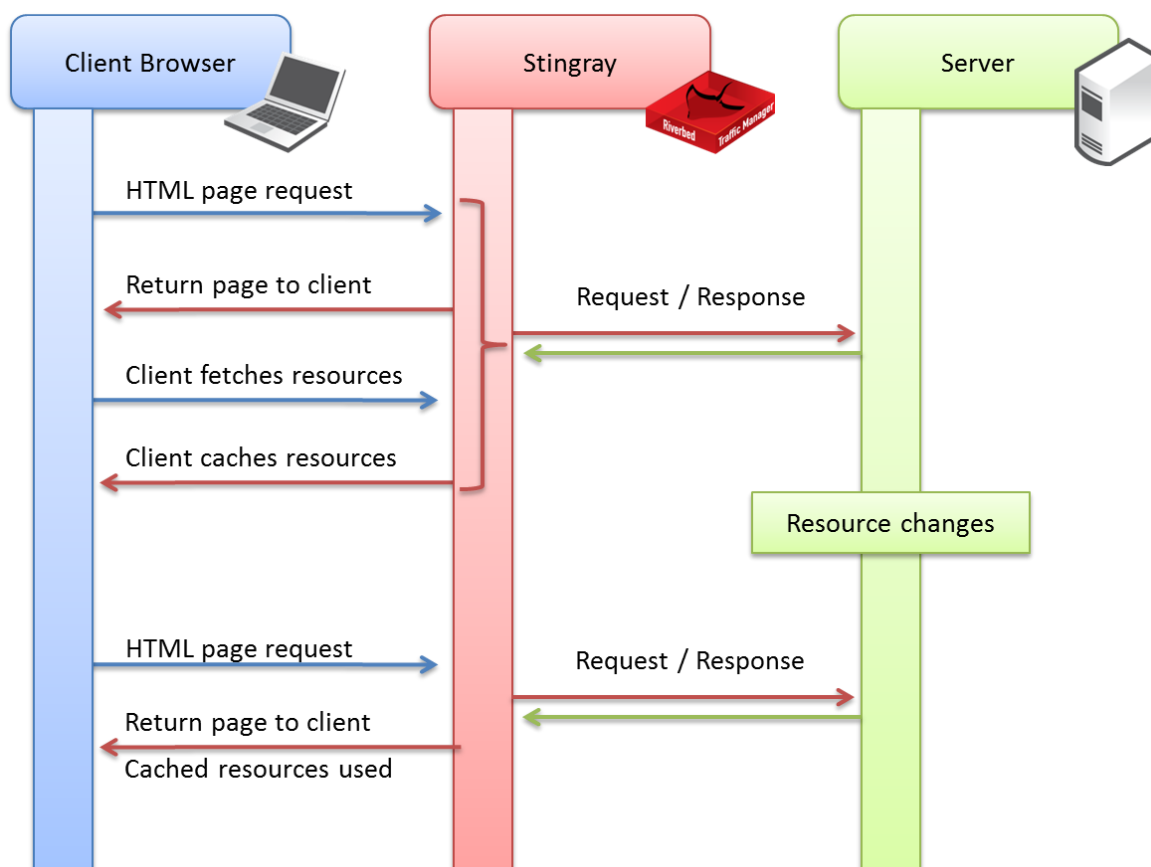 Client Browser
Stingray
Server
Riverbed
Traffic Manager
HTML page request
Return page to client
Request / Response
Client fetches resources
Client caches resources
Resource changes
HTML page request
Request / Response
Return page to client
Cached resources used